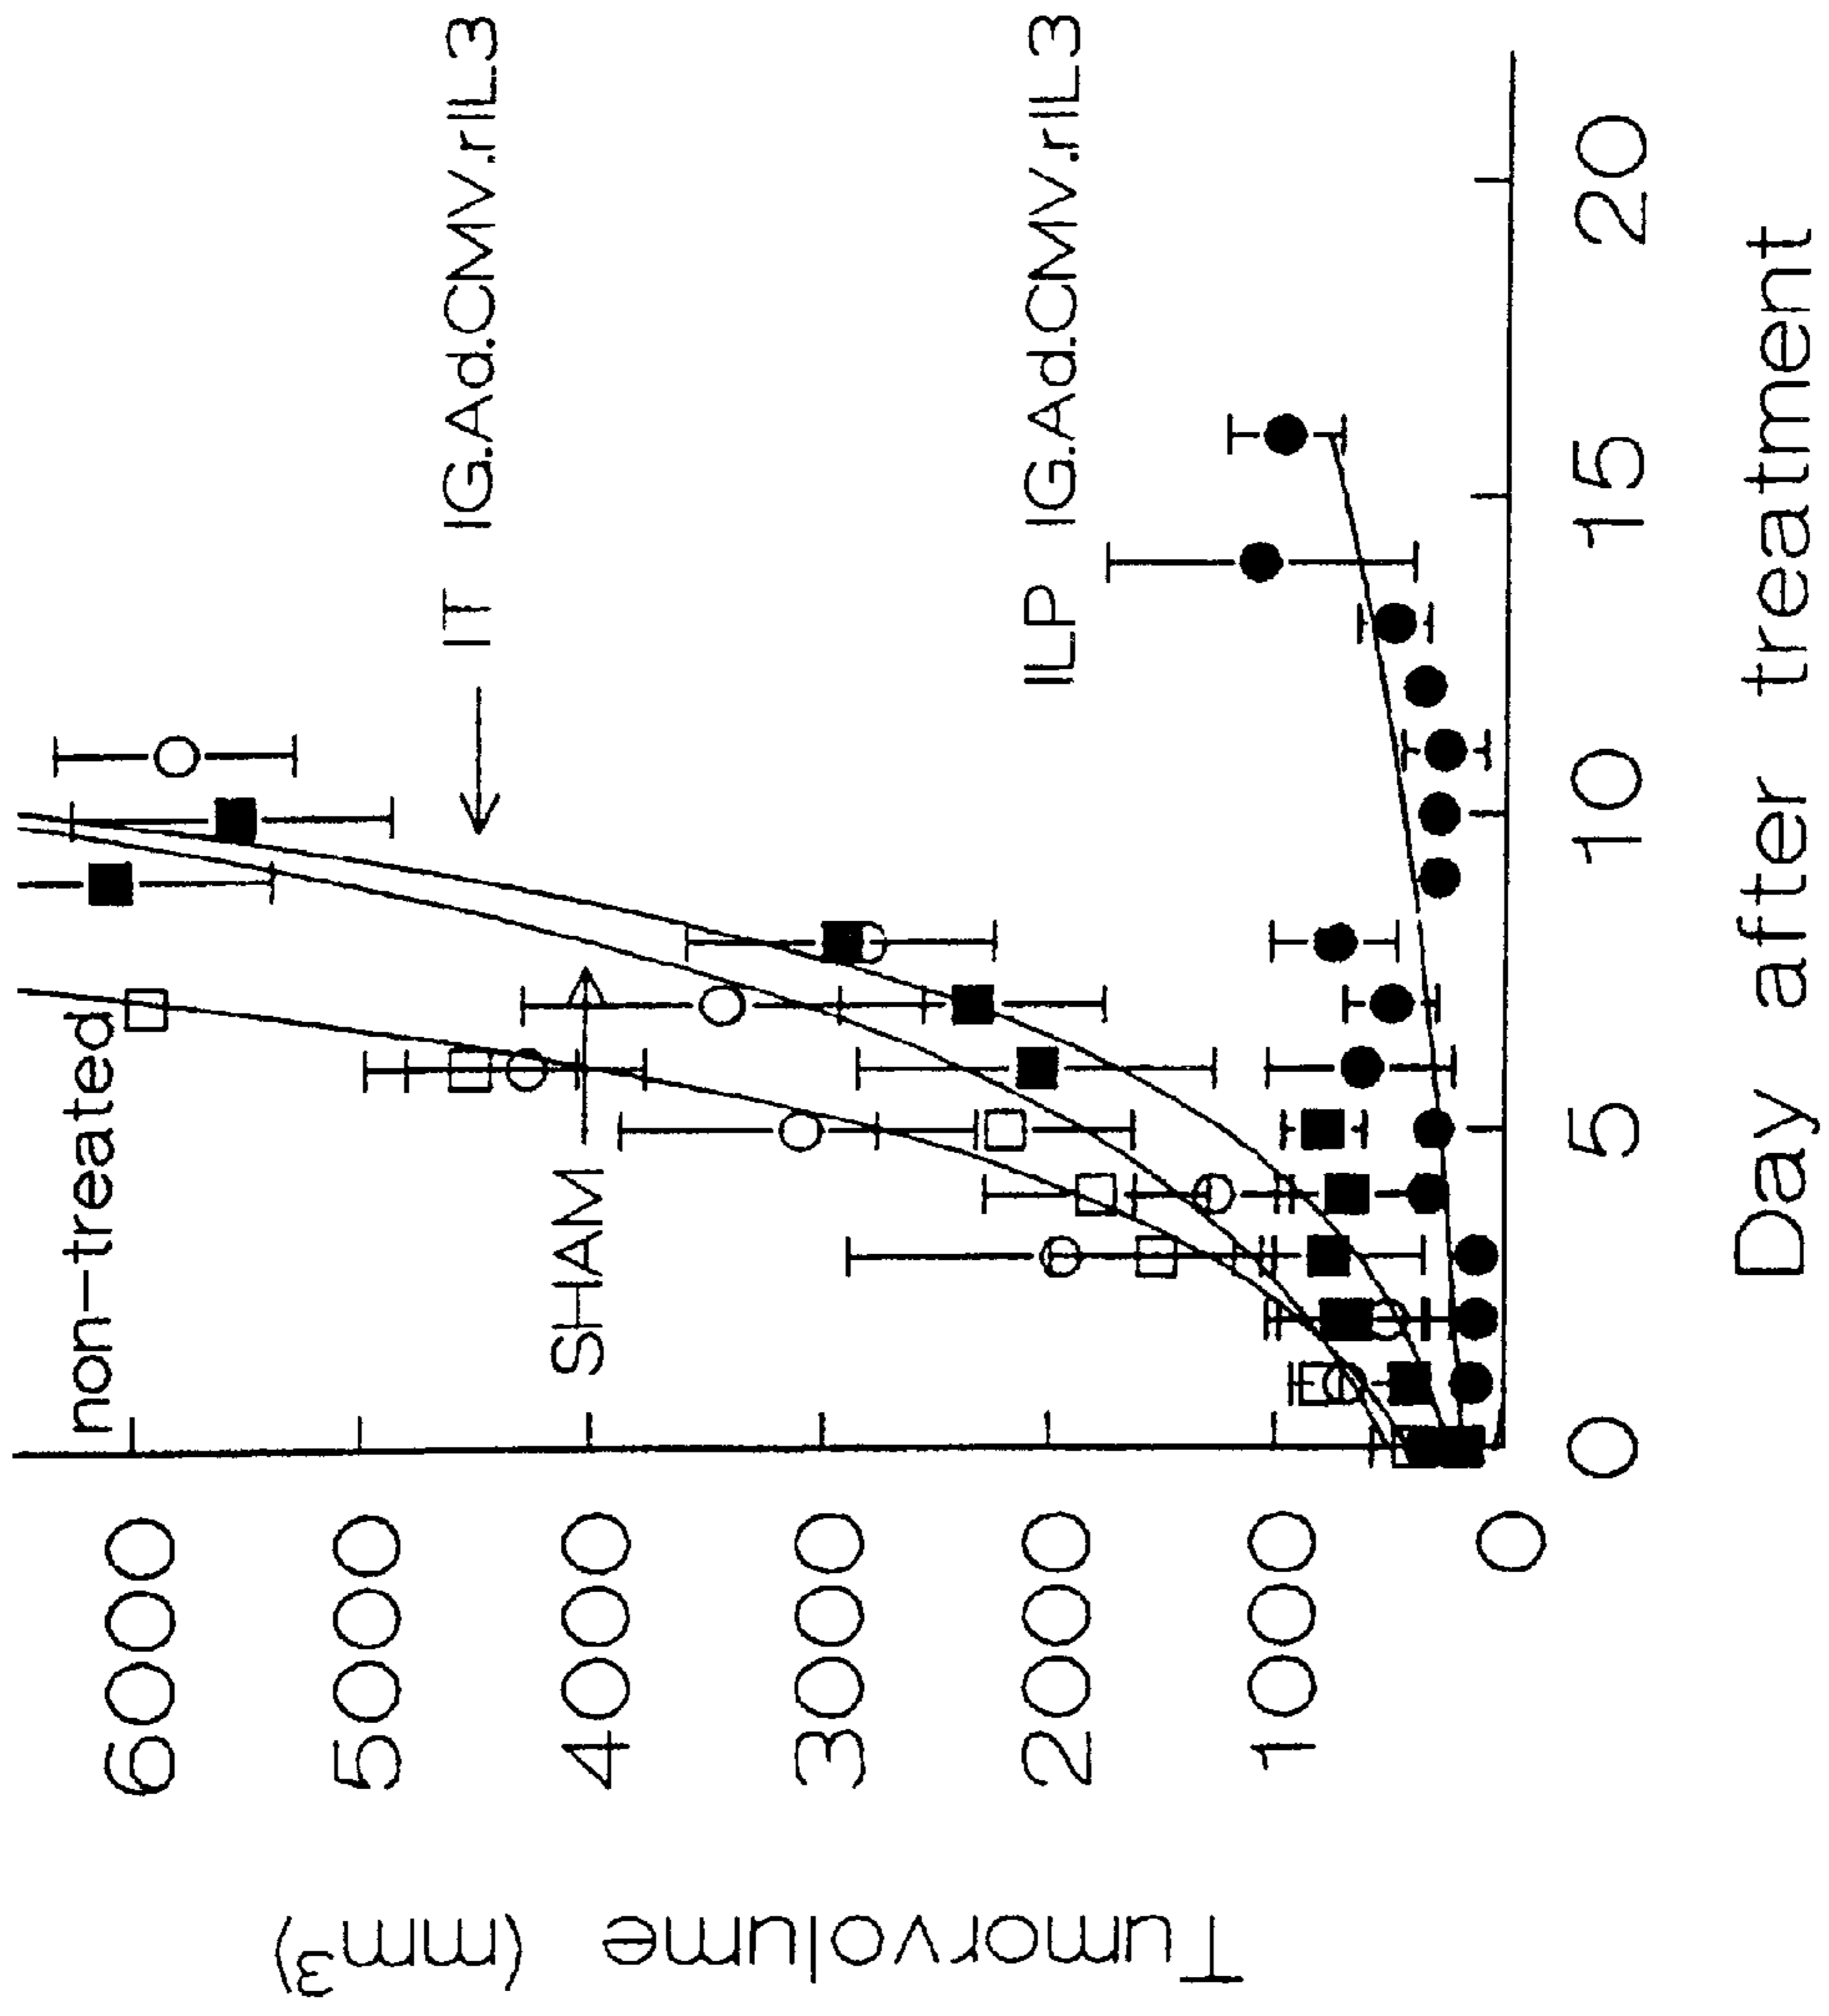 Tumorvolume (mm3)
6000
5000
4000
3000
2000
1000
0
non-treated
IT IG.Ad.CMV.rIL3
SHAM
ILP IG.Ad.CMV.rIL3
0 5 10 15 20
Day after treatment